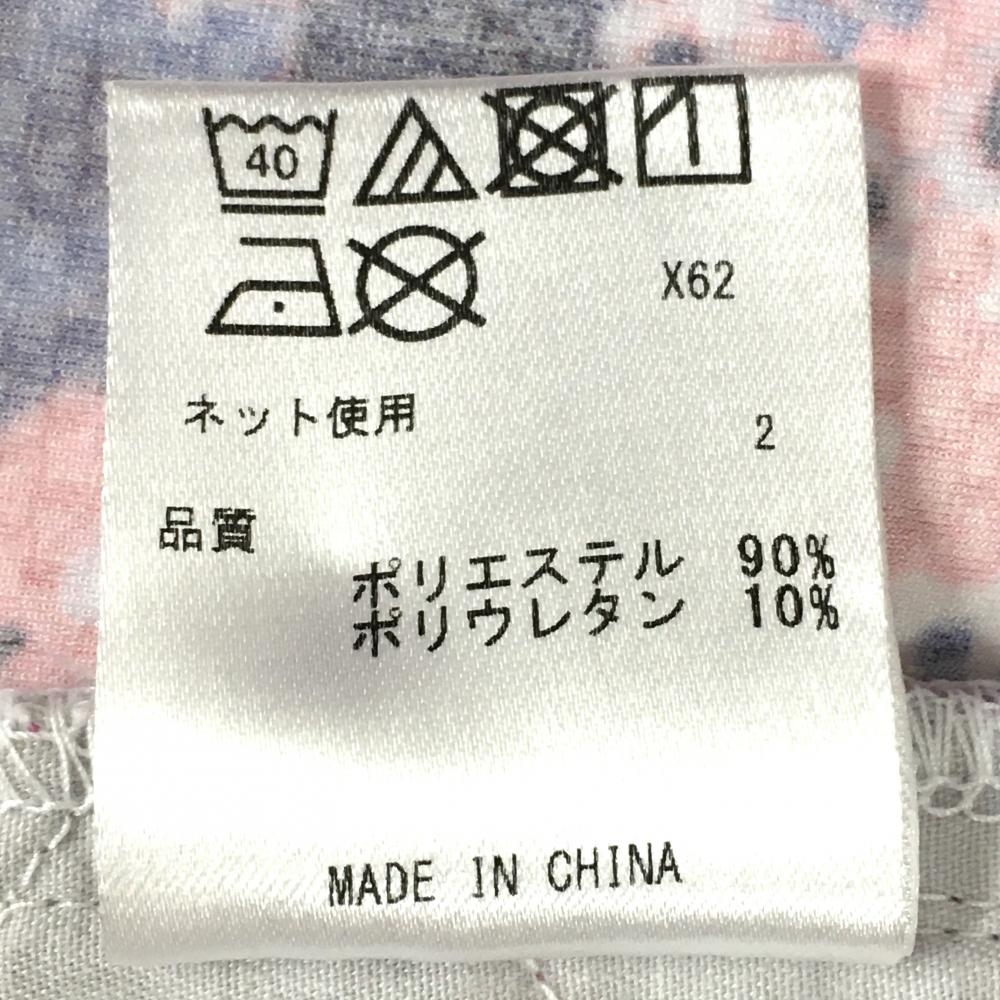 40
X62
ネット使用
2
品質
ポリエステル 90%
ポリウレタン 10%
MADE IN CHINA